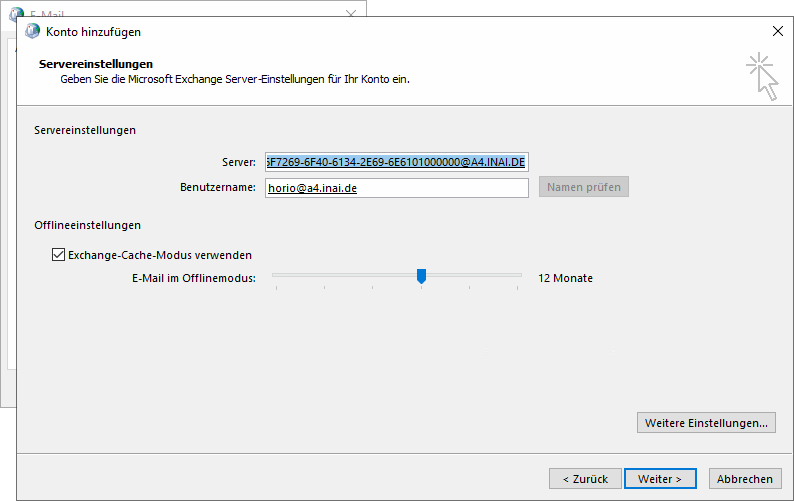 E-Mail
Konto hinzufügen
Servereinstellungen
Geben Sie die Microsoft Exchange Server-Einstellungen für Ihr Konto ein.
Servereinstellungen
Server: 5F7269-6F40-6134-2E69-6E6101000000@A4.INAI.DE
Benutzername: horio@a4.inai.de Namen prüfen
Offlineeinstellungen
Exchange-Cache-Modus verwenden
E-Mail im Offlinemodus: 12 Monate
Weitere Einstellungen...
< Zurück Weiter > Abbrechen